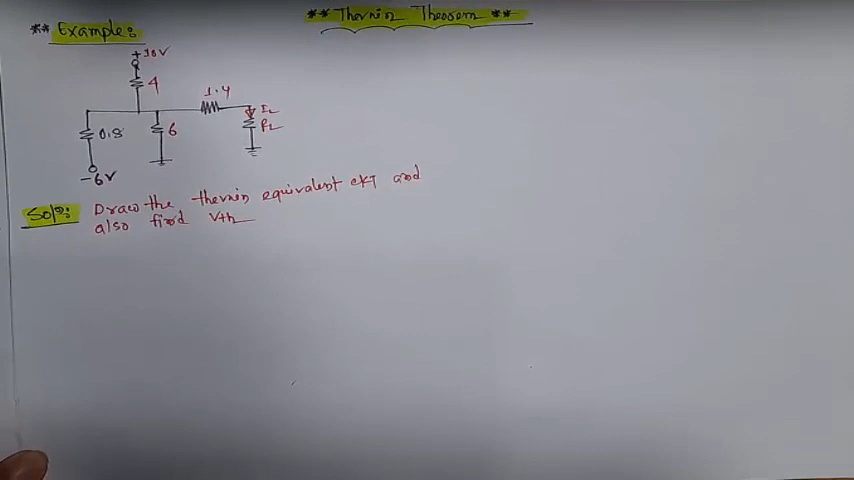 ** Thevnin Theorem **
** Example:
+10V
4
1.4
IL
RL
0.8
6
-6V
Solⁿ: Draw the thevnin equivalent CKT and
also find Vth